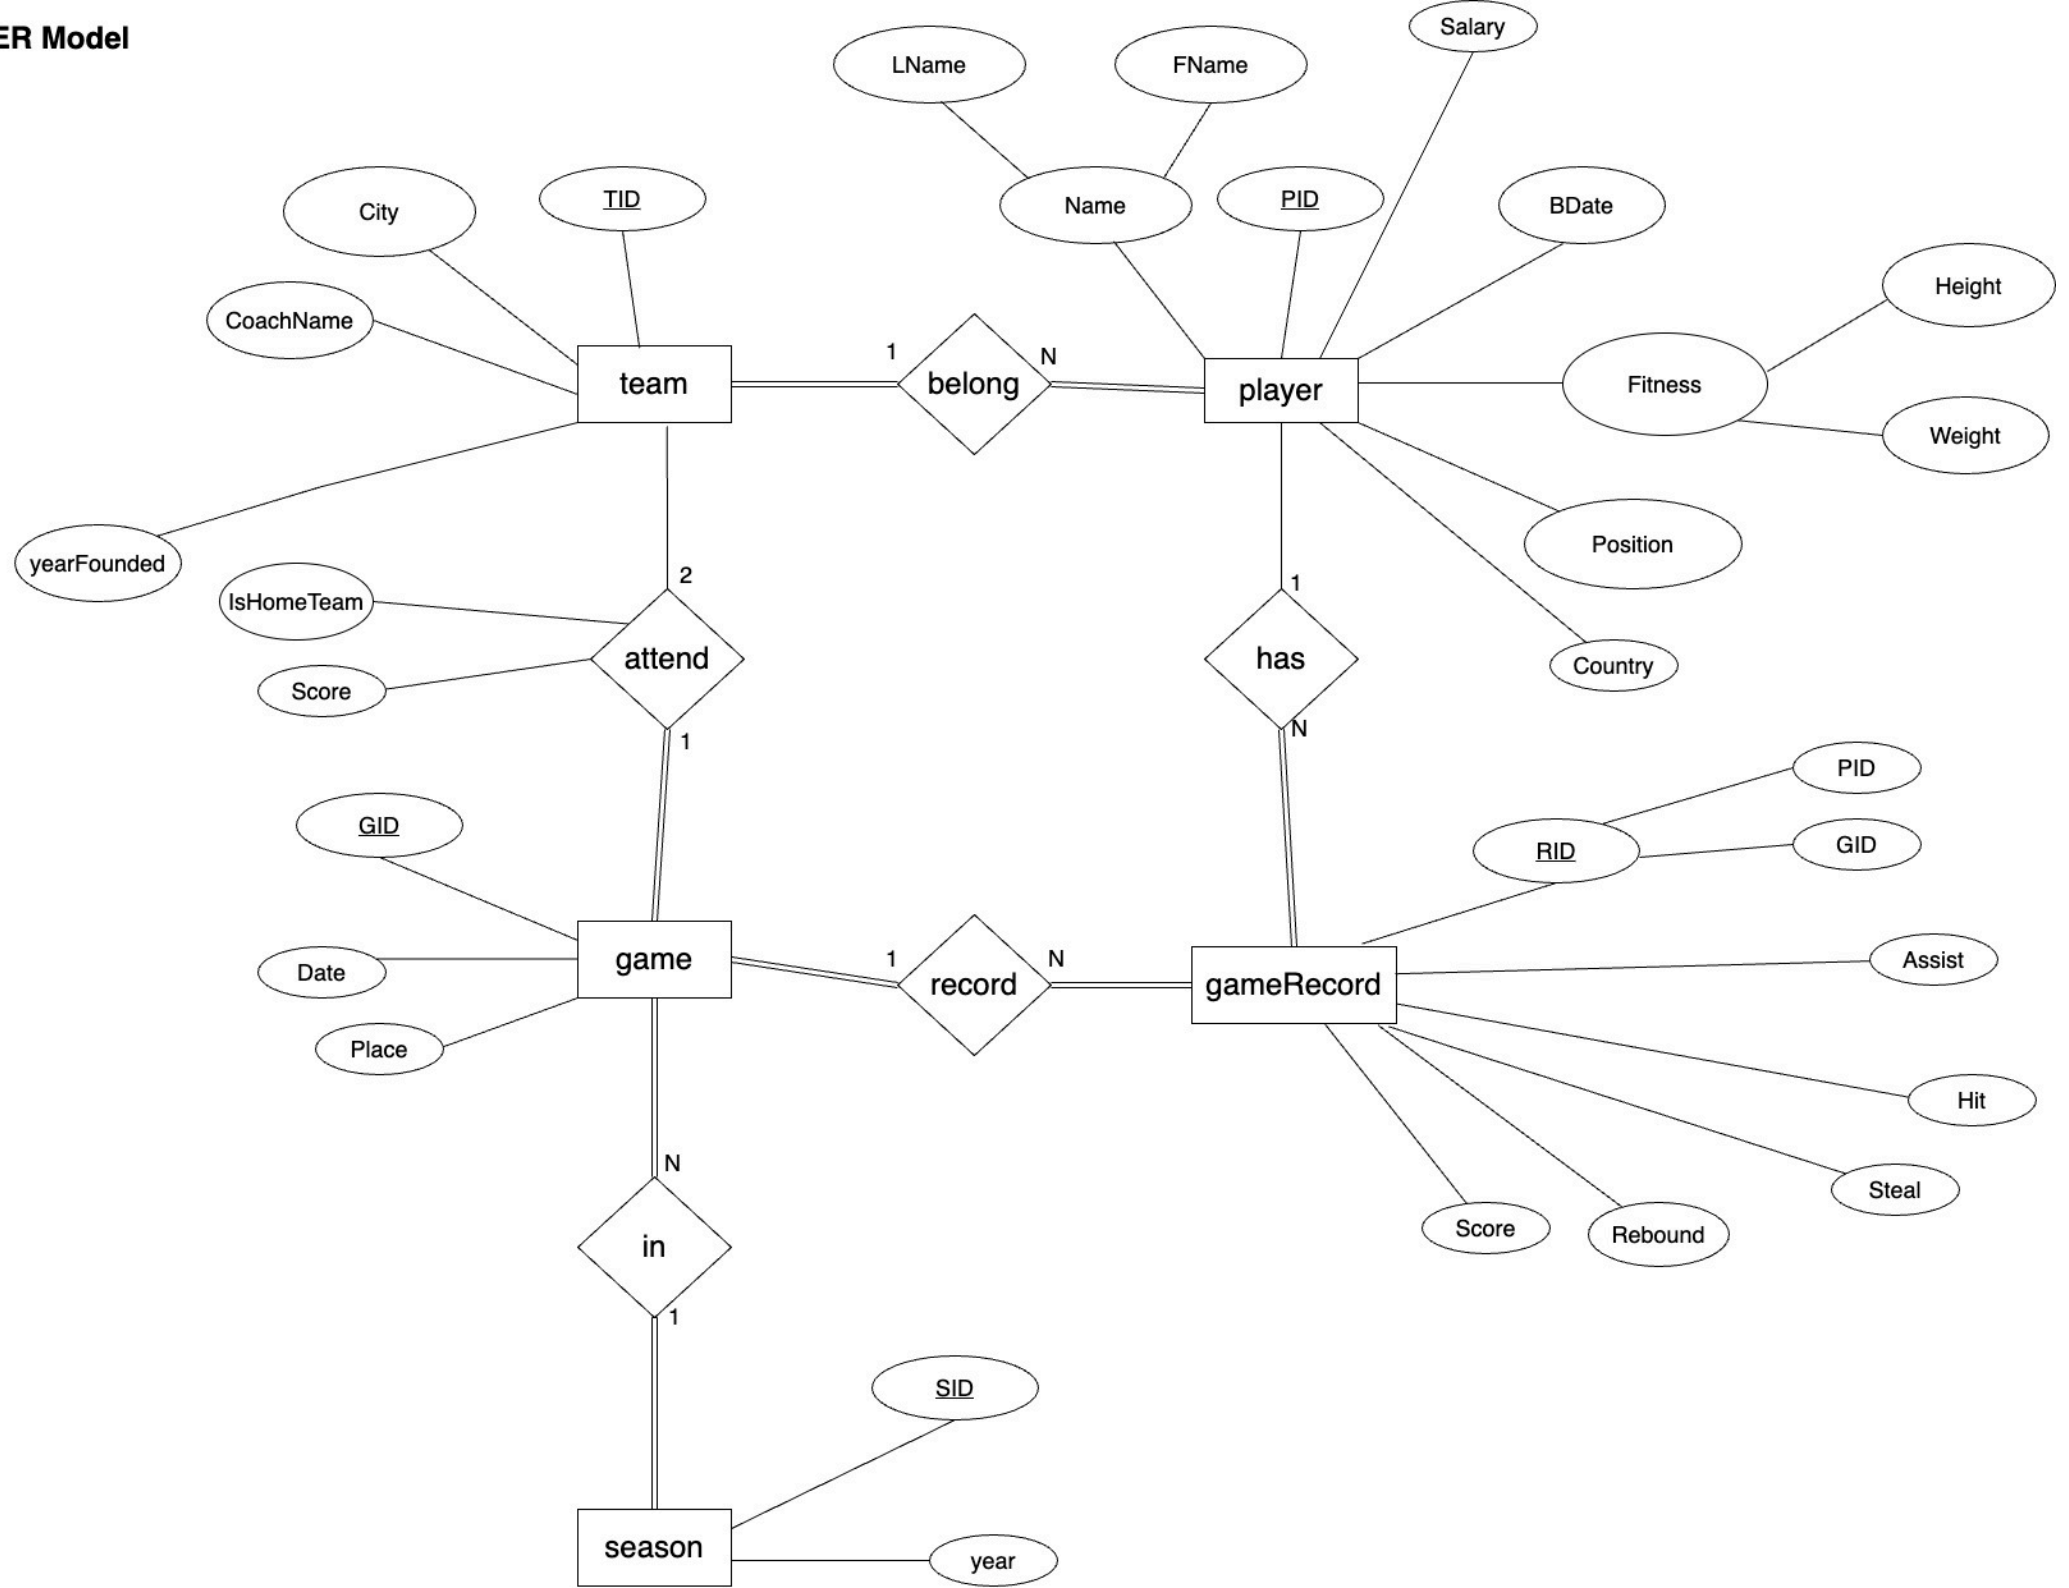 ER Model
Salary
LName
FName
City
TID
Name
PID
BDate
Height
CoachName
1
N
team
belong
player
Fitness
Weight
yearFounded
2
1
Position
IsHomeTeam
attend
has
Country
Score
1
N
PID
GID
RID
GID
Date
game
1
N
record
gameRecord
Assist
Place
Hit
N
in
Steal
Score
Rebound
1
SID
season
year